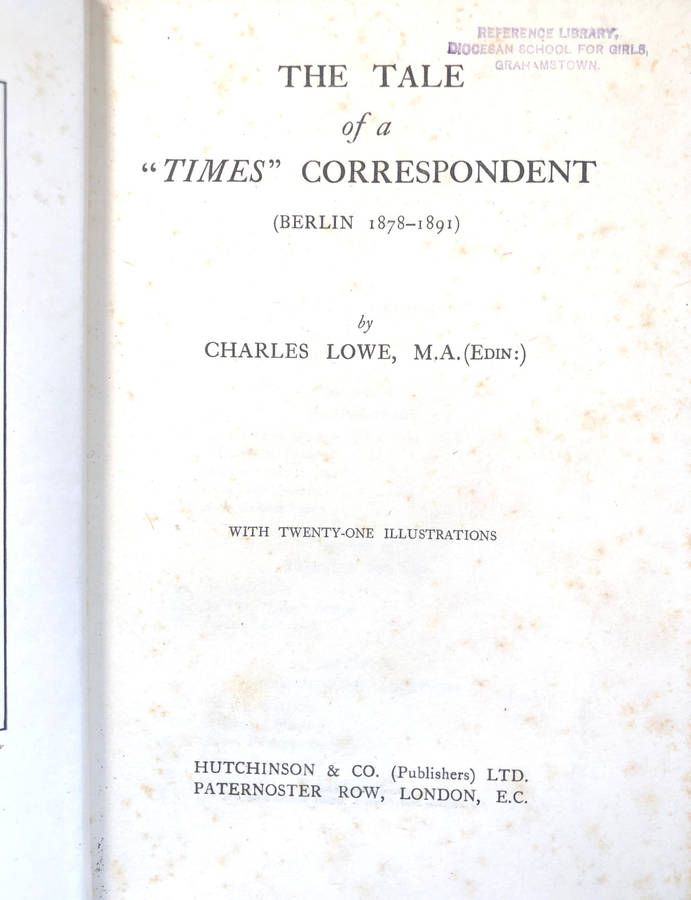 REFERENCE LIBRARY,
DIOCESAN SCHOOL FOR GIRLS,
GRAHAMSTOWN.
THE TALE
of a
“TIMES” CORRESPONDENT
(BERLIN 1878–1891)
by
CHARLES LOWE, M.A.(EDIN:)
WITH TWENTY-ONE ILLUSTRATIONS
HUTCHINSON & CO. (Publishers) LTD.
PATERNOSTER ROW, LONDON, E.C.